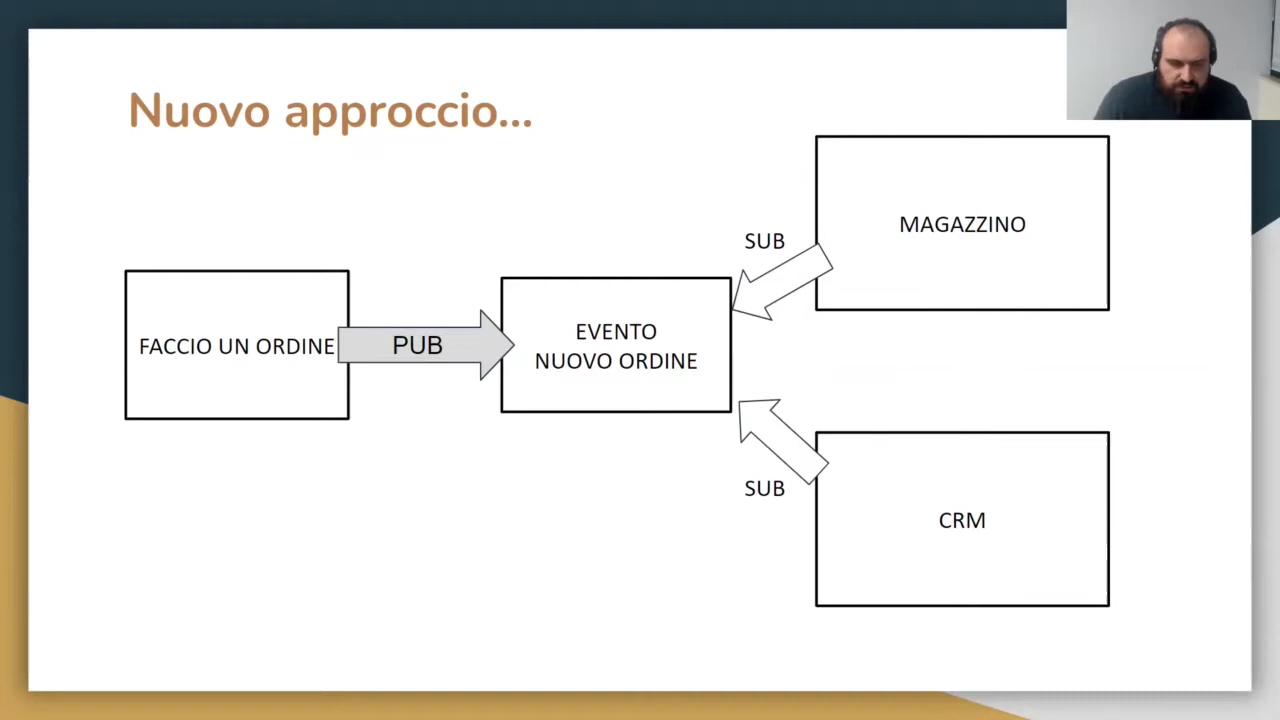 Nuovo approccio...
MAGAZZINO
SUB
FACCIO UN ORDINE
PUB
EVENTO
NUOVO ORDINE
SUB
CRM